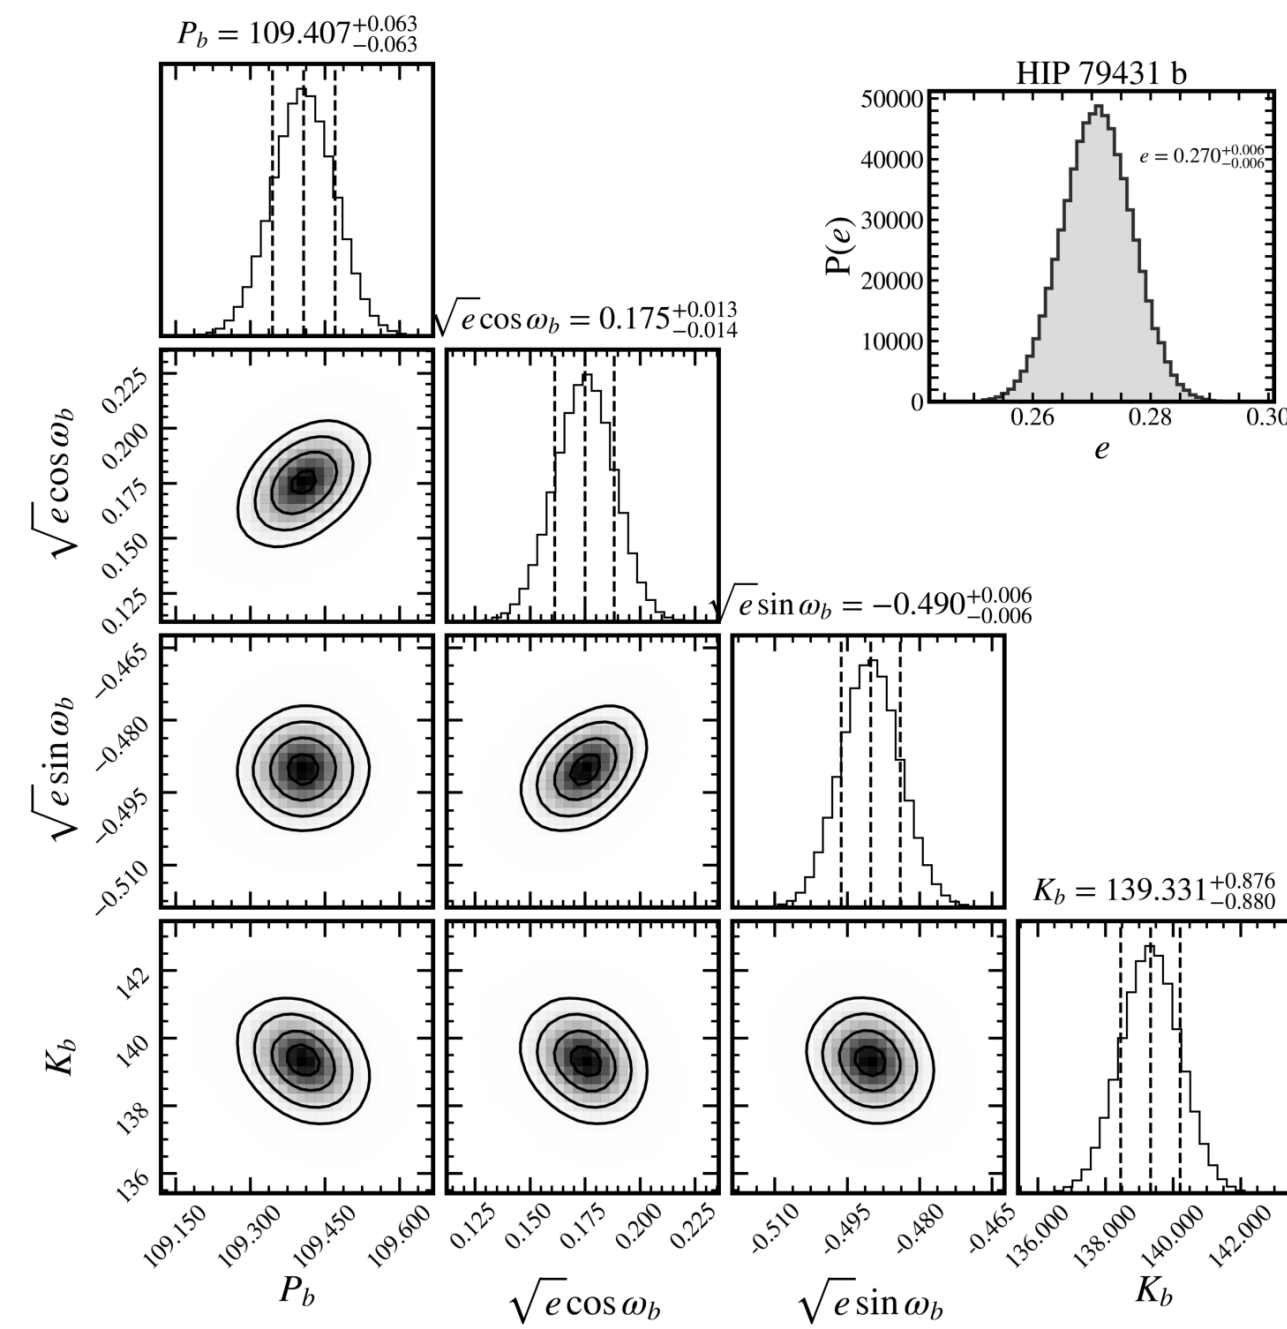 P_b = 109.407^{+0.063}_{-0.063}
HIP 79431 b
50000
40000
30000
20000
10000
0
P(e)
e = 0.270^{+0.006}_{-0.006}
0.26
0.28
0.30
e
√e cos ω_b = 0.175^{+0.013}_{-0.014}
√e cos ω_b
0.225
0.200
0.175
0.150
0.125
√e sin ω_b = −0.490^{+0.006}_{-0.006}
√e sin ω_b
−0.465
−0.480
−0.495
−0.510
K_b = 139.331^{+0.876}_{-0.880}
K_b
142
140
138
136
109.150
109.300
109.450
109.600
P_b
0.125
0.150
0.175
0.200
0.225
√e cos ω_b
-0.510
-0.495
-0.480
-0.465
√e sin ω_b
136.000
138.000
140.000
142.000
K_b